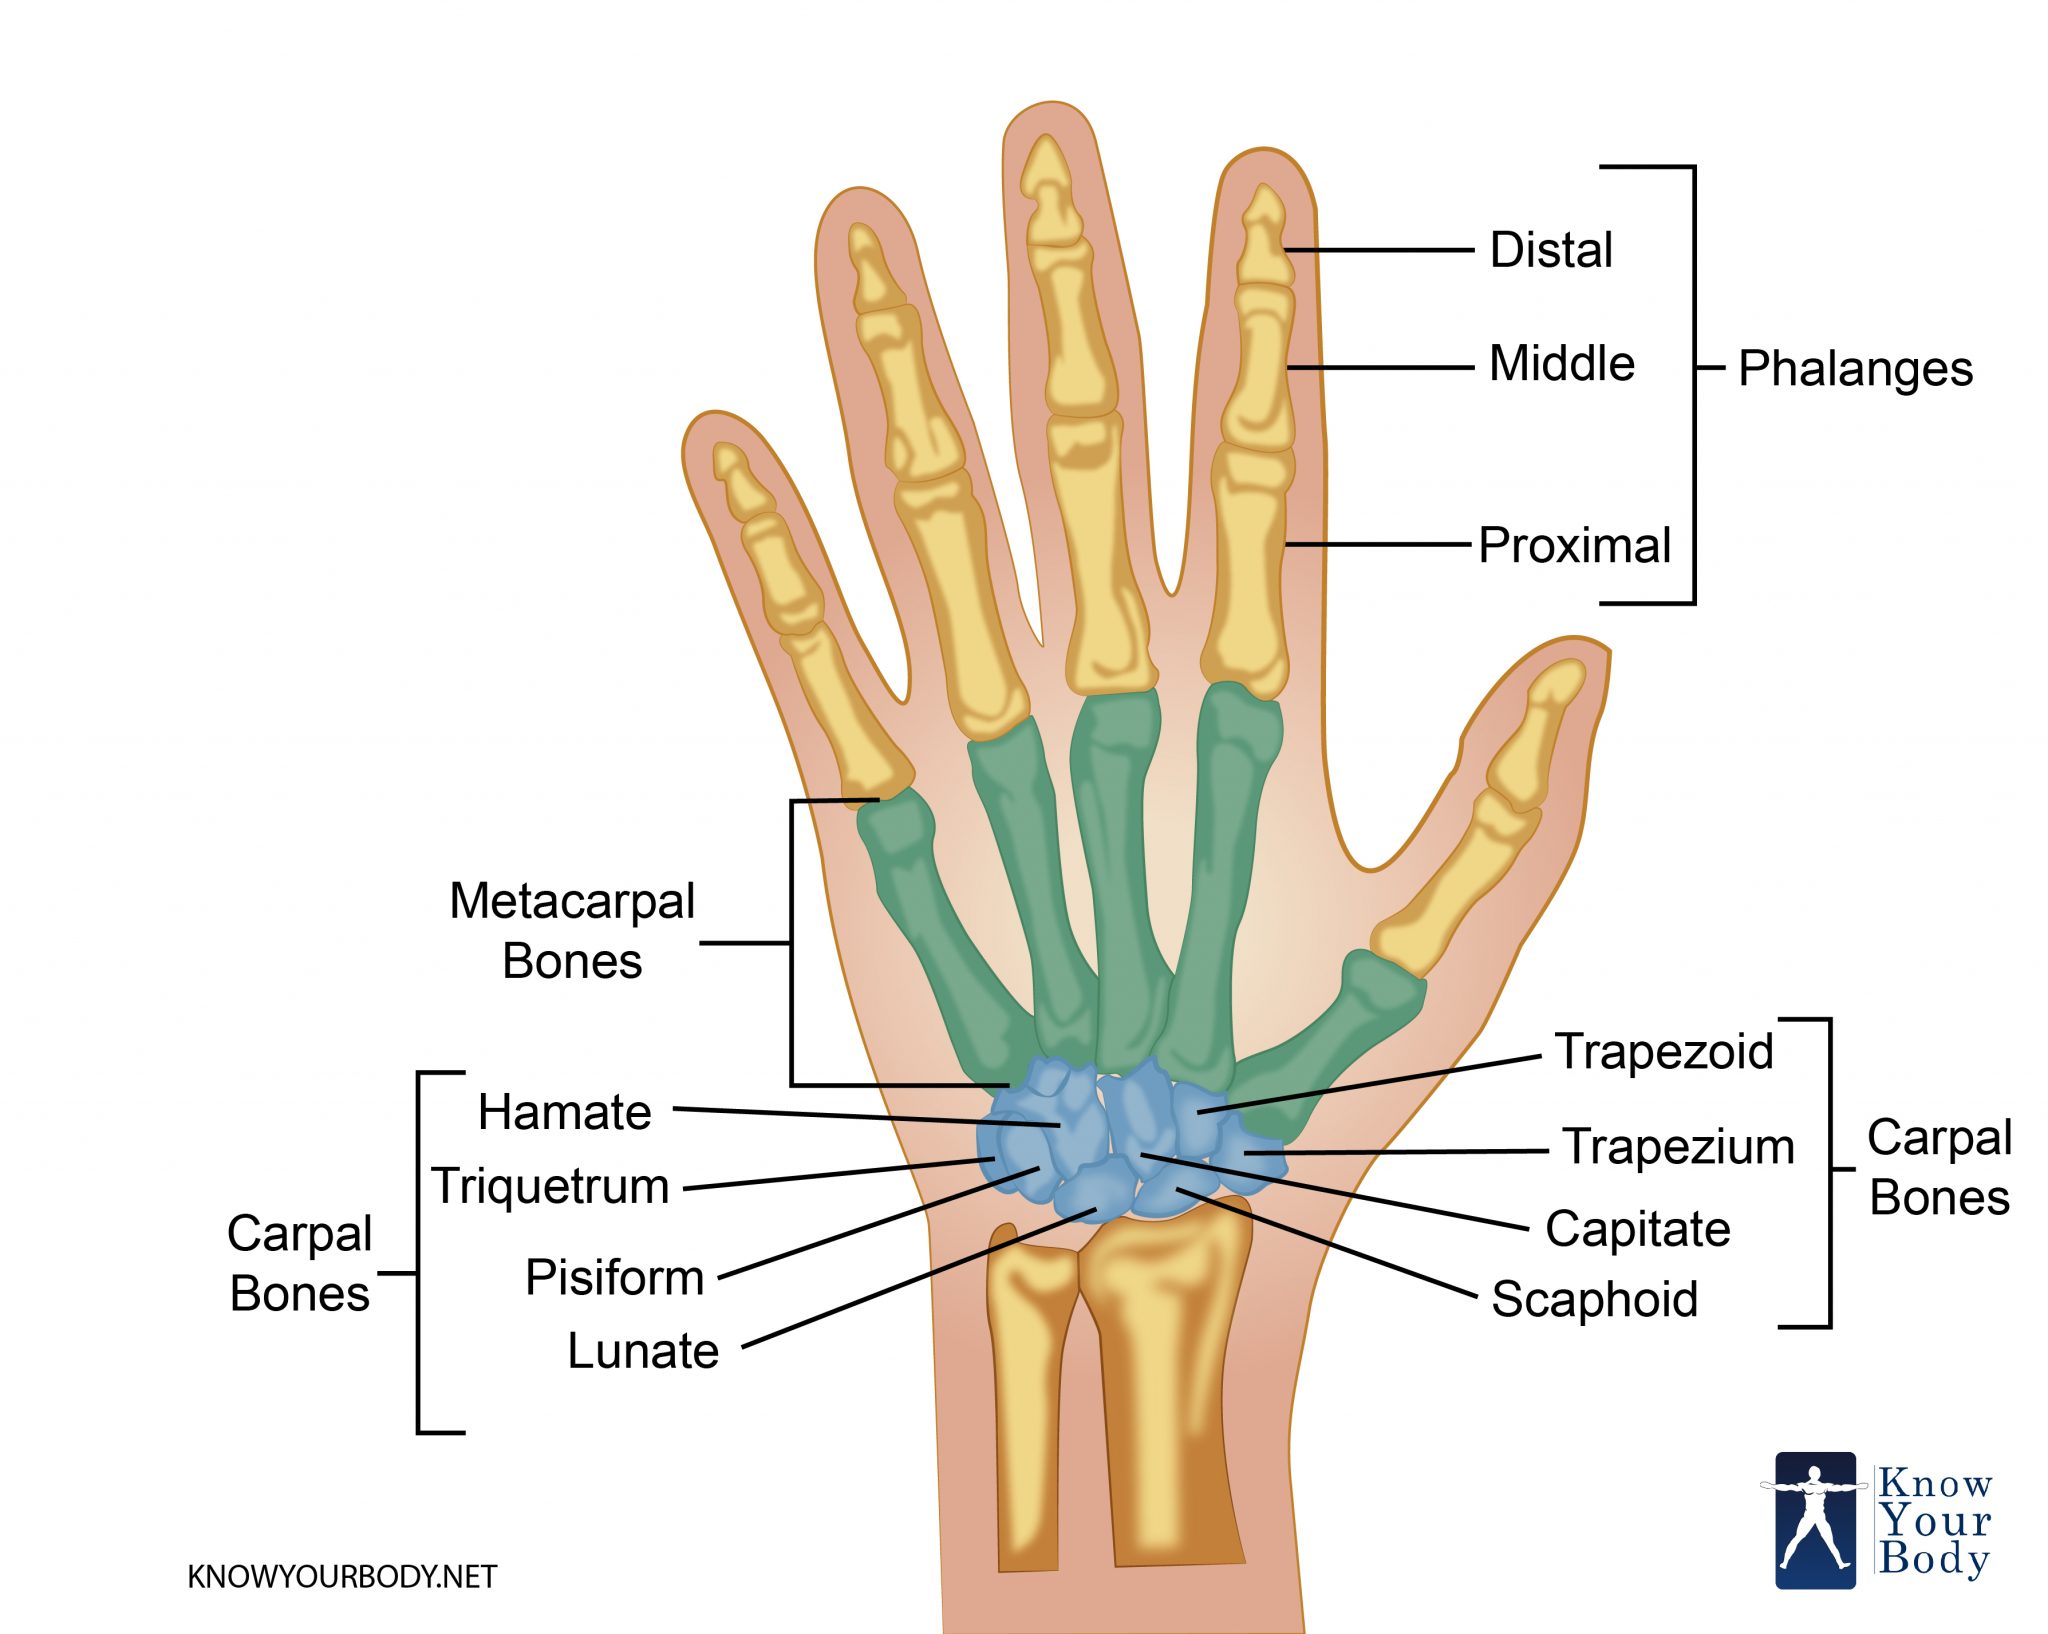 Distal
Middle
Phalanges
Proximal
Metacarpal
Bones
Trapezoid
Hamate
Trapezium
Carpal
Bones
Triquetrum
Carpal
Bones
Capitate
Pisiform
Scaphoid
Lunate
Know
Your
Body
KNOWYOURBODY.NET